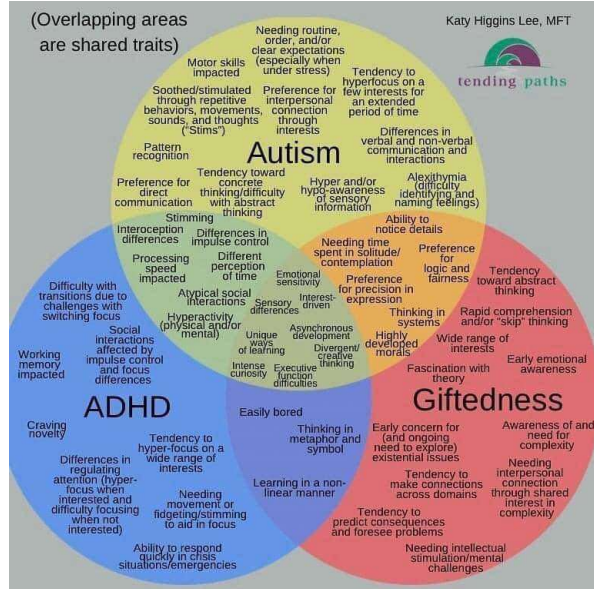 (Overlapping areas
are shared traits)
Katy Higgins Lee, MFT
tending paths
Needing routine,
order, and/or
clear expectations
(especially when
under stress)
Motor skills
impacted
Tendency to
hyperfocus on a
few interests for
an extended
period of time
Soothed/stimulated
through repetitive
behaviors, movements,
sounds, and thoughts
("Stims")
Preference for
interpersonal
connection
through
interests
Differences in
verbal and non-verbal
communication and
interactions
Pattern
recognition
Autism
Preference for
direct
communication
Tendency toward
concrete
thinking/difficulty
with abstract
thinking
Hyper and/or
hypo-awareness
of sensory
information
Alexithymia
(difficulty
identifying and
naming feelings)
Stimming
Interoception
differences
Differences in
impulse control
Processing
speed
impacted
Different
perception
of time
Atypical social
interactions
Hyperactivity
(physical and/or
mental)
Ability to
notice details
Needing time
spent in solitude/
contemplation
Preference
for
logic and
fairness
Preference
for precision in
expression
Thinking in
systems
Highly
developed
morals
Emotional
sensitivity
Sensory
differences
Interest-
driven
Unique
ways
of learning
Asynchronous
development
Divergent/
creative
thinking
Intense
curiosity
Executive
function
difficulties
Difficulty with
transitions due to
challenges with
switching focus
Social
interactions
affected by
impulse control
and focus
differences
Working
memory
impacted
ADHD
Craving
novelty
Tendency to
hyper-focus on a
wide range of
interests
Differences in
regulating
attention (hyper-
focus when
interested and
difficulty focusing
when not
interested)
Needing
movement or
fidgeting/stimming
to aid in focus
Ability to respond
quickly in crisis
situations/emergencies
Easily bored
Thinking in
metaphor and
symbol
Learning in a non-
linear manner
Tendency
toward abstract
thinking
Rapid comprehension
and/or "skip" thinking
Wide range of
interests
Early emotional
awareness
Fascination with
theory
Giftedness
Early concern for
(and ongoing
need to explore)
existential issues
Awareness of and
need for
complexity
Tendency to
make connections
across domains
Needing
interpersonal
connection
through shared
interest in
complexity
Tendency to
predict consequences
and foresee problems
Needing intellectual
stimulation/mental
challenges